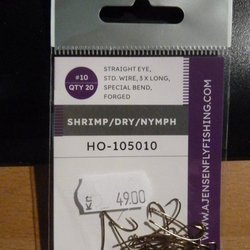 #10
QTY 20
STRAIGHT EYE,
STD. WIRE, 3 X LONG,
SPECIAL BEND,
FORGED
SHRIMP/DRY/NYMPH
HO-105010
Kr.
49.00
WWW.AJENSENFLYFISHING.COM